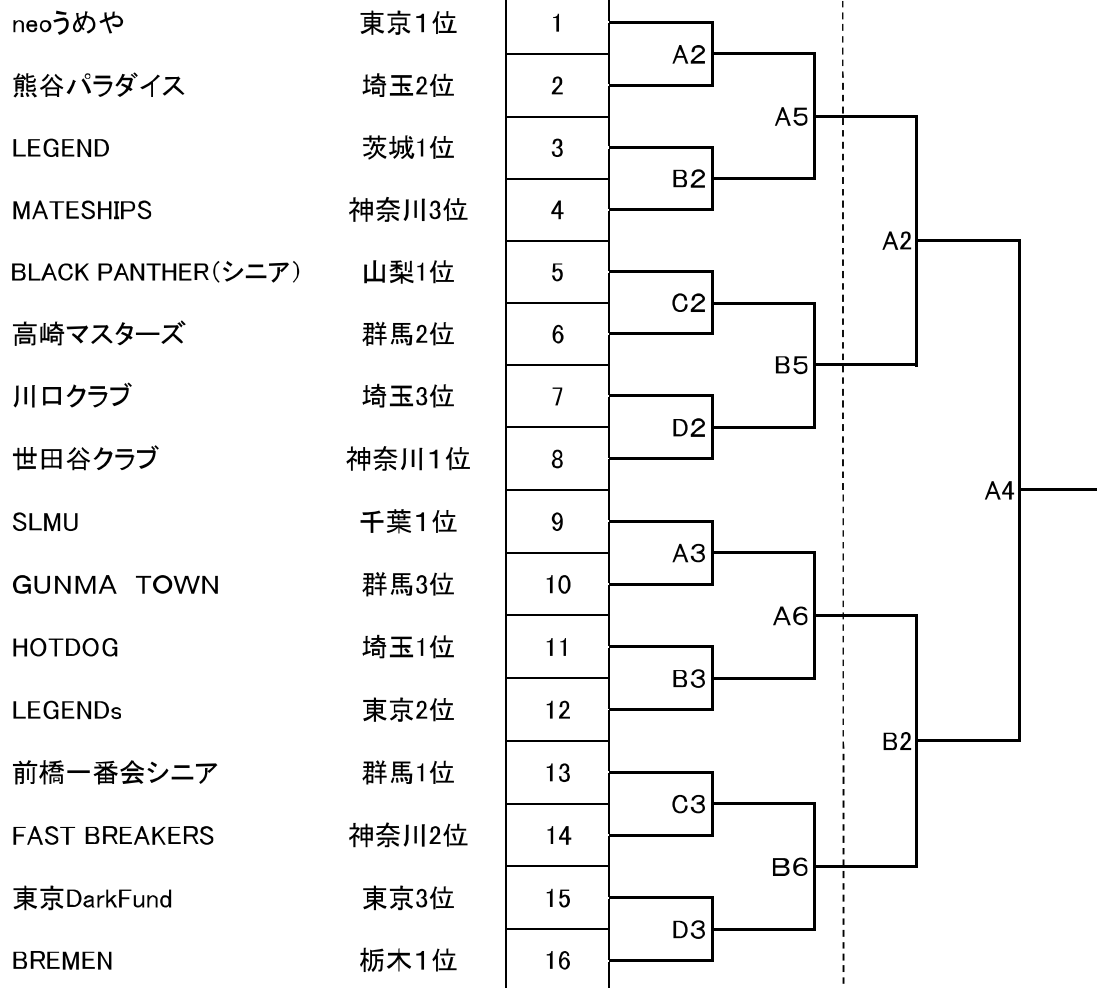 neoうめや 東京１位 1
熊谷パラダイス 埼玉2位 2
LEGEND 茨城1位 3
MATESHIPS 神奈川3位 4
BLACK PANTHER(シニア) 山梨1位 5
高崎マスターズ 群馬2位 6
川口クラブ 埼玉3位 7
世田谷クラブ 神奈川１位 8
SLMU 千葉１位 9
ＧＵＮＭＡ　ＴＯＷＮ 群馬3位 10
HOTDOG 埼玉1位 11
LEGENDs 東京2位 12
前橋一番会シニア 群馬1位 13
FAST BREAKERS 神奈川2位 14
東京DarkFund 東京3位 15
BREMEN 栃木１位 16
A2
B2
C2
D2
A3
B3
C3
D3
A5
B5
A6
B6
A2
B2
A4